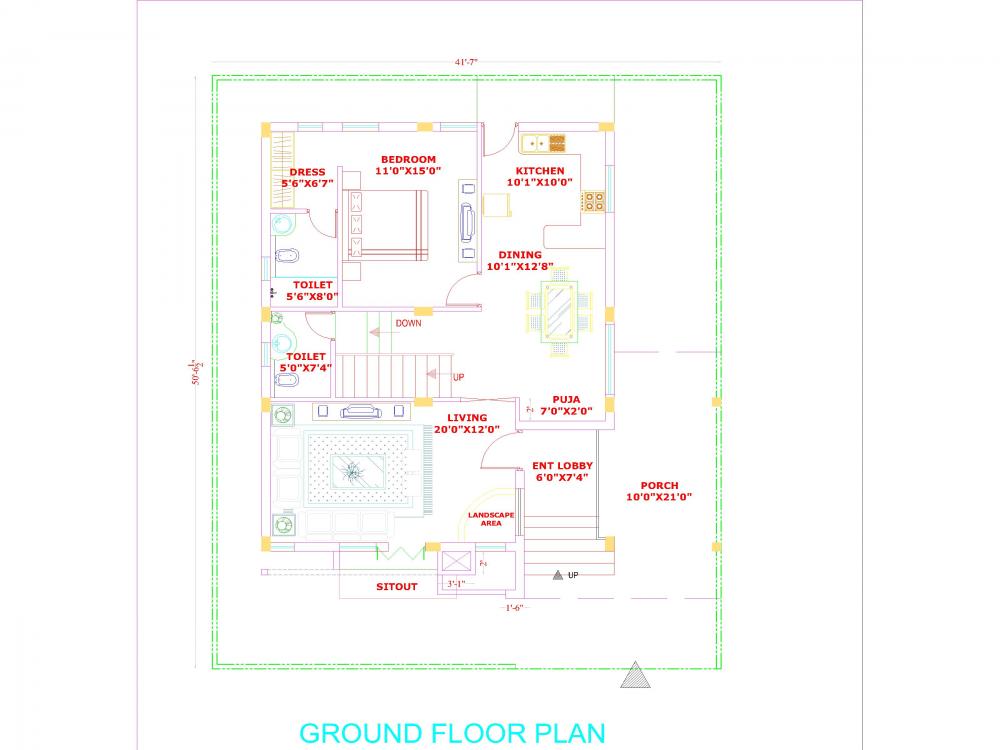 41'-7"
BEDROOM
11'0"X15'0"
DRESS
5'6"X6'7"
KITCHEN
10'1"X10'0"
DINING
10'1"X12'8"
TOILET
5'6"X8'0"
DOWN
50'-6½"
TOILET
5'0"X7'4"
UP
PUJA
7'0"X2'0"
2'
LIVING
20'0"X12'0"
ENT LOBBY
6'0"X7'4"
PORCH
10'0"X21'0"
LANDSCAPE
AREA
2'
UP
SITOUT
3'-1"
1'-6"
GROUND FLOOR PLAN